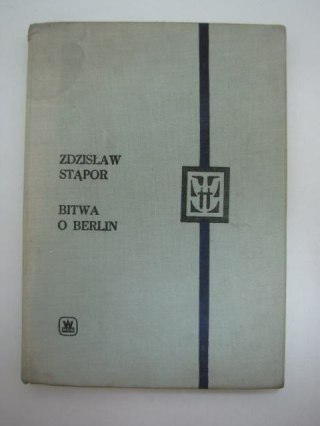 ZDZISŁAW
STĄPOR
BITWA
O BERLIN